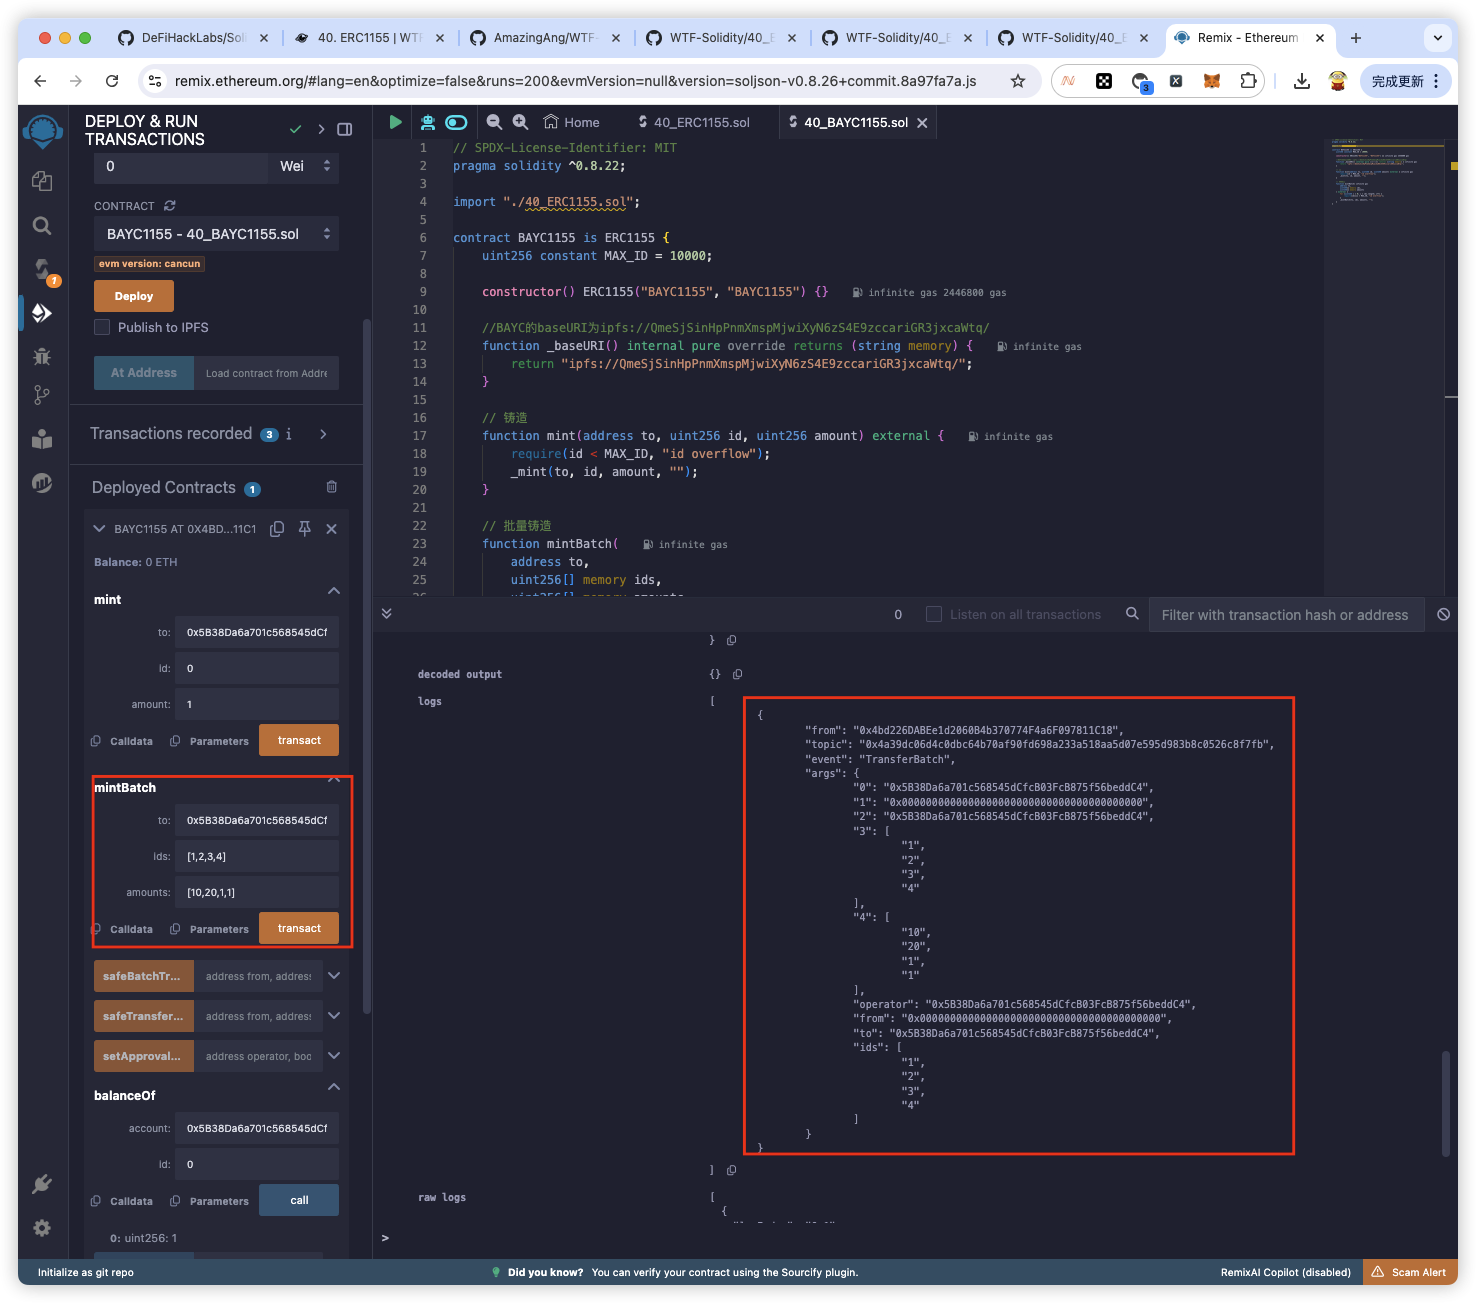 DeFiHackLabs/Soli
40. ERC1155 | WTF
AmazingAng/WTF-
WTF-Solidity/40_E
WTF-Solidity/40_E
WTF-Solidity/40_E
Remix - Ethereum
remix.ethereum.org/#lang=en&optimize=false&runs=200&evmVersion=null&version=soljson-v0.8.26+commit.8a97fa7a.js
3
完成更新
DEPLOY & RUN
TRANSACTIONS
0 Wei
CONTRACT
BAYC1155 - 40_BAYC1155.sol
evm version: cancun
1
Deploy
Publish to IPFS
At Address Load contract from Addre
Transactions recorded 3 i
Deployed Contracts 1
BAYC1155 AT 0X4BD...11C1
Balance: 0 ETH
mint
to: 0x5B38Da6a701c568545dCf
id: 0
amount: 1
Calldata Parameters transact
mintBatch
to: 0x5B38Da6a701c568545dCf
ids: [1,2,3,4]
amounts: [10,20,1,1]
Calldata Parameters transact
safeBatchTr... address from, address
safeTransfer... address from, address
setApproval... address operator, boo
balanceOf
account: 0x5B38Da6a701c568545dCf
id: 0
Calldata Parameters call
0: uint256: 1
Home
40_ERC1155.sol
40_BAYC1155.sol
1 // SPDX-License-Identifier: MIT
2 pragma solidity ^0.8.22;
3
4 import "./40_ERC1155.sol";
5
6 contract BAYC1155 is ERC1155 {
7 uint256 constant MAX_ID = 10000;
8
9 constructor() ERC1155("BAYC1155", "BAYC1155") {} infinite gas 2446800 gas
10
11 //BAYC的baseURI为ipfs://QmeSjSinHpPnmXmspMjwiXyN6zS4E9zccariGR3jxcaWtq/
12 function _baseURI() internal pure override returns (string memory) { infinite gas
13 return "ipfs://QmeSjSinHpPnmXmspMjwiXyN6zS4E9zccariGR3jxcaWtq/";
14 }
15
16 // 铸造
17 function mint(address to, uint256 id, uint256 amount) external { infinite gas
18 require(id < MAX_ID, "id overflow");
19 _mint(to, id, amount, "");
20 }
21
22 // 批量铸造
23 function mintBatch( infinite gas
24 address to,
25 uint256[] memory ids,
26 uint256[] memory amounts
0 Listen on all transactions Filter with transaction hash or address
}
decoded output {}
logs [
{
"from": "0x4bd226DABEe1d2060B4b370774F4a6F097811C18",
"topic": "0x4a39dc06d4c0dbc64b70af90fd698a233a518aa5d07e595d983b8c0526c8f7fb",
"event": "TransferBatch",
"args": {
"0": "0x5B38Da6a701c568545dCfcB03FcB875f56beddC4",
"1": "0x0000000000000000000000000000000000000000",
"2": "0x5B38Da6a701c568545dCfcB03FcB875f56beddC4",
"3": [
"1",
"2",
"3",
"4"
],
"4": [
"10",
"20",
"1",
"1"
],
"operator": "0x5B38Da6a701c568545dCfcB03FcB875f56beddC4",
"from": "0x0000000000000000000000000000000000000000",
"to": "0x5B38Da6a701c568545dCfcB03FcB875f56beddC4",
"ids": [
"1",
"2",
"3",
"4"
]
}
}
]
raw logs [
{
>
Initialize as git repo
Did you know? You can verify your contract using the Sourcify plugin.
RemixAI Copilot (disabled)
Scam Alert